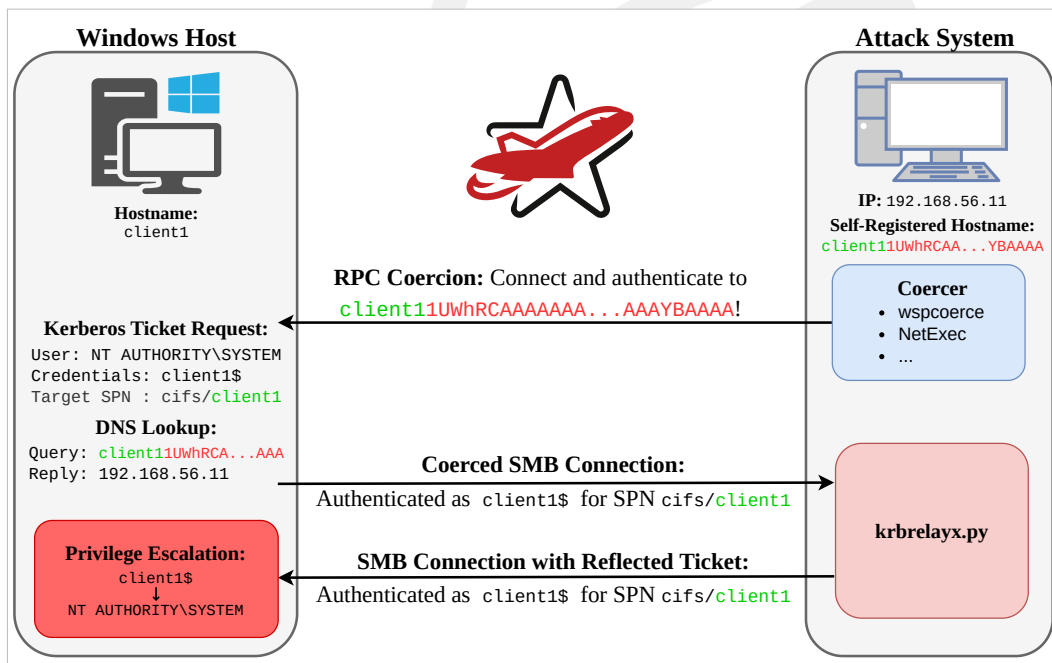 Windows Host
Attack System
Hostname:
client1
IP: 192.168.56.11
Self-Registered Hostname:
client11UWhRCAA...YBAAAA
RPC Coercion: Connect and authenticate to
client11UWhRCAAAAAAA...AAAYBAAAA!
Coercer
• wspcoerce
• NetExec
• ...
Kerberos Ticket Request:
User: NT AUTHORITY\SYSTEM
Credentials: client1$
Target SPN : cifs/client1
DNS Lookup:
Query: client11UWhRCA...AAA
Reply: 192.168.56.11
Coerced SMB Connection:
Authenticated as client1$ for SPN cifs/client1
krbrelayx.py
Privilege Escalation:
client1$
↓
NT AUTHORITY\SYSTEM
SMB Connection with Reflected Ticket:
Authenticated as client1$ for SPN cifs/client1